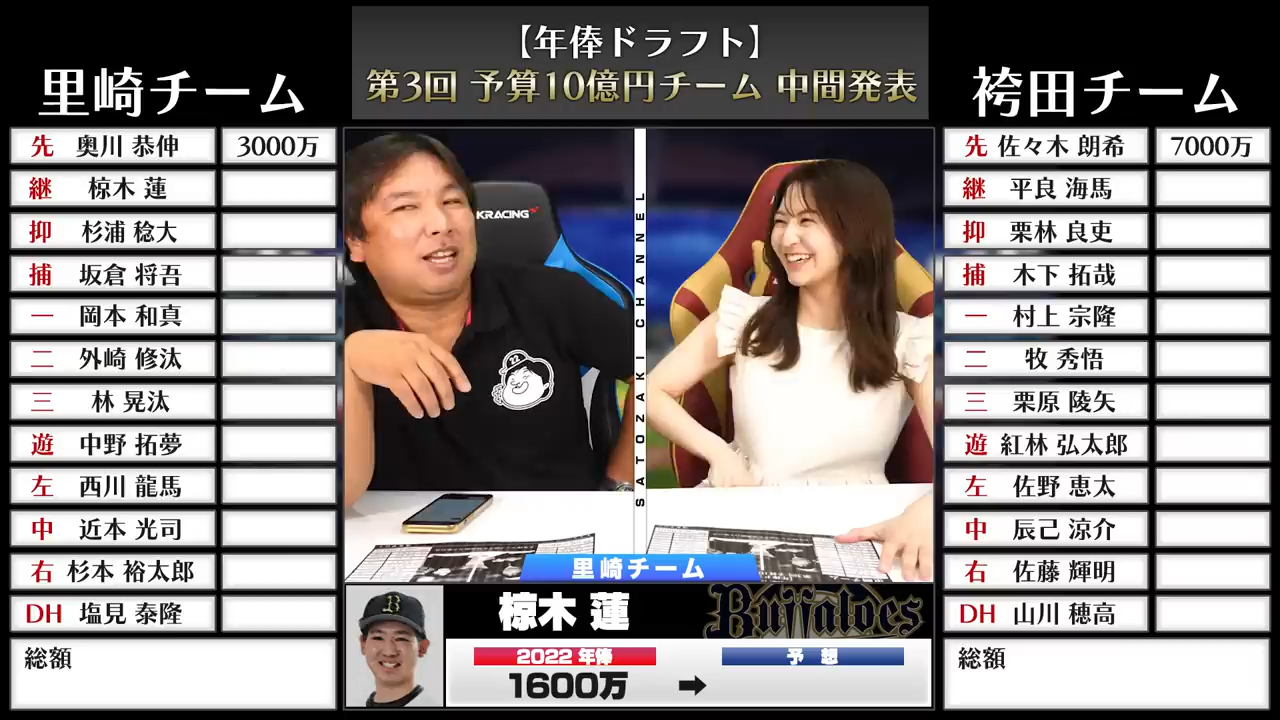 【年俸ドラフト】
第3回 予算10億円チーム 中間発表
里崎チーム
先 奥川 恭伸 3000万
継 椋木 蓮
抑 杉浦 稔大
捕 坂倉 将吾
一 岡本 和真
二 外崎 修汰
三 林 晃汰
遊 中野 拓夢
左 西川 龍馬
中 近本 光司
右 杉本 裕太郎
DH 塩見 泰隆
総額
KRACING
22
SATOZAKI CHANNEL
里崎チーム
椋木 蓮
Buffaloes
2022 年俸
予想
1600万 ➡
袴田チーム
先 佐々木 朗希 7000万
継 平良 海馬
抑 栗林 良吏
捕 木下 拓哉
一 村上 宗隆
二 牧 秀悟
三 栗原 陵矢
遊 紅林 弘太郎
左 佐野 恵太
中 辰己 涼介
右 佐藤 輝明
DH 山川 穂高
総額